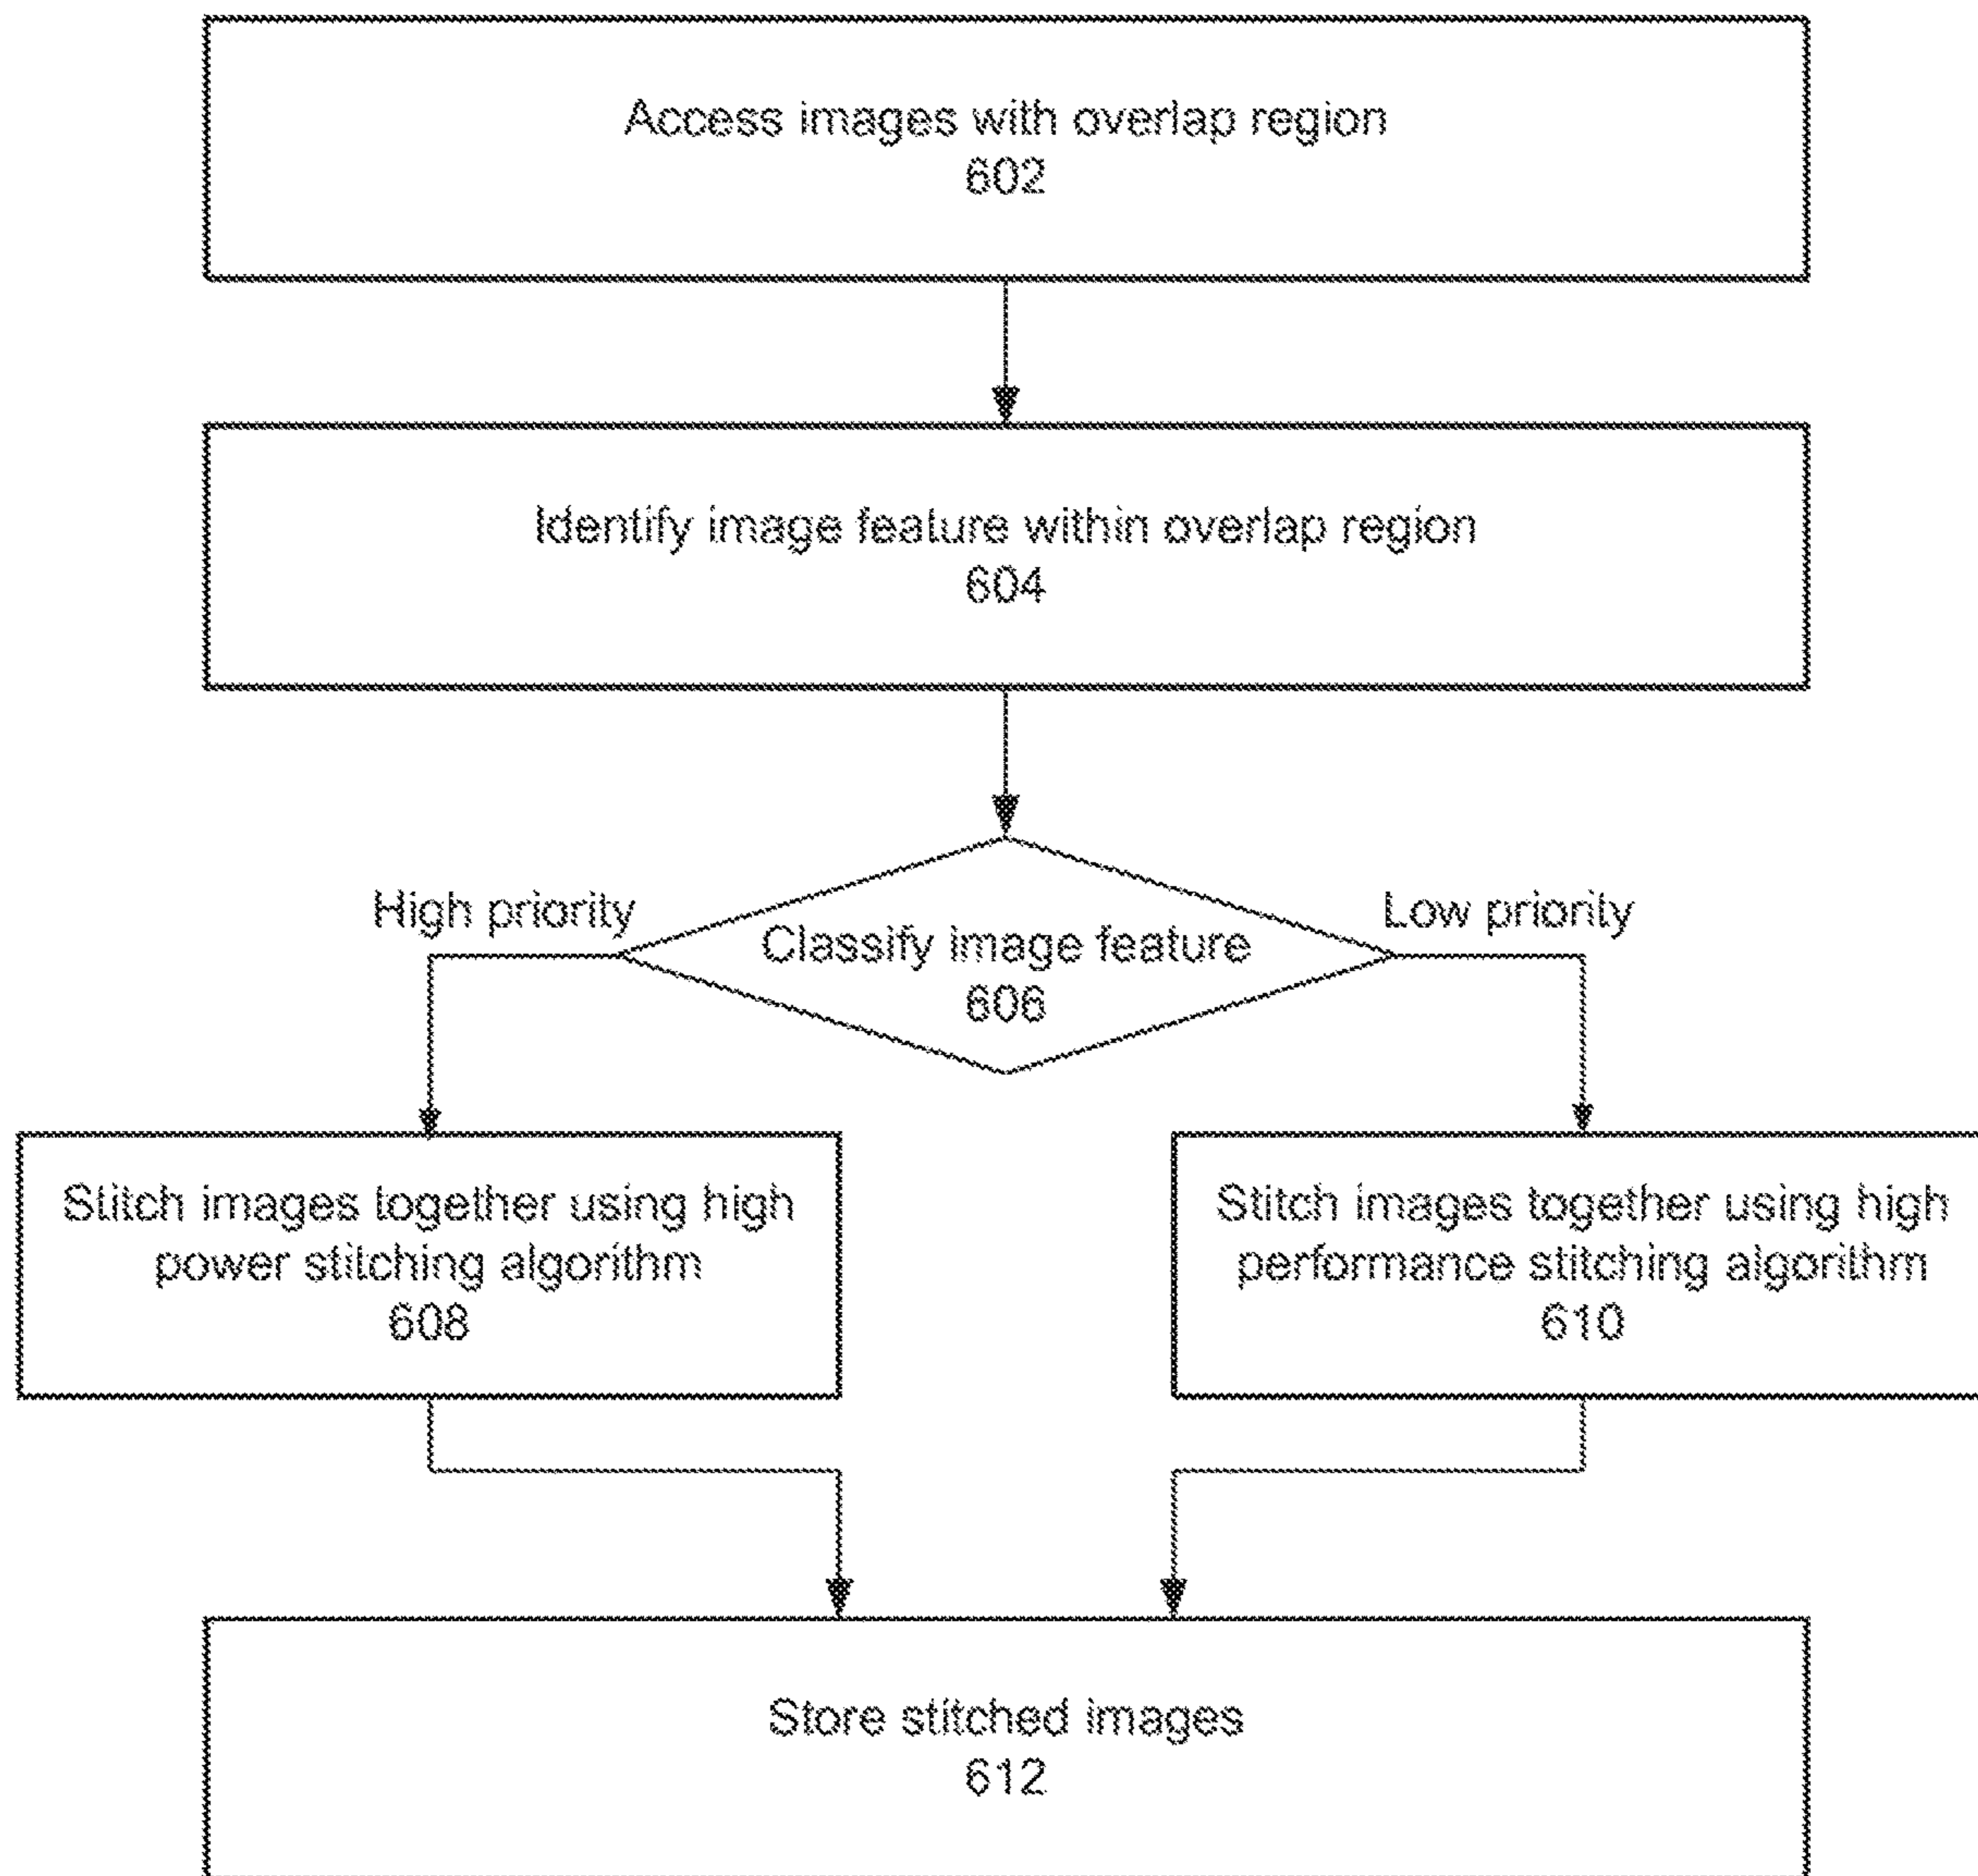 Access images with overlap region
602
Identify image feature within overlap region
604
High priority
Low priority
Classify image feature
606
Stitch images together using high
power stitching algorithm
608
Stitch images together using high
performance stitching algorithm
610
Store stitched images
612